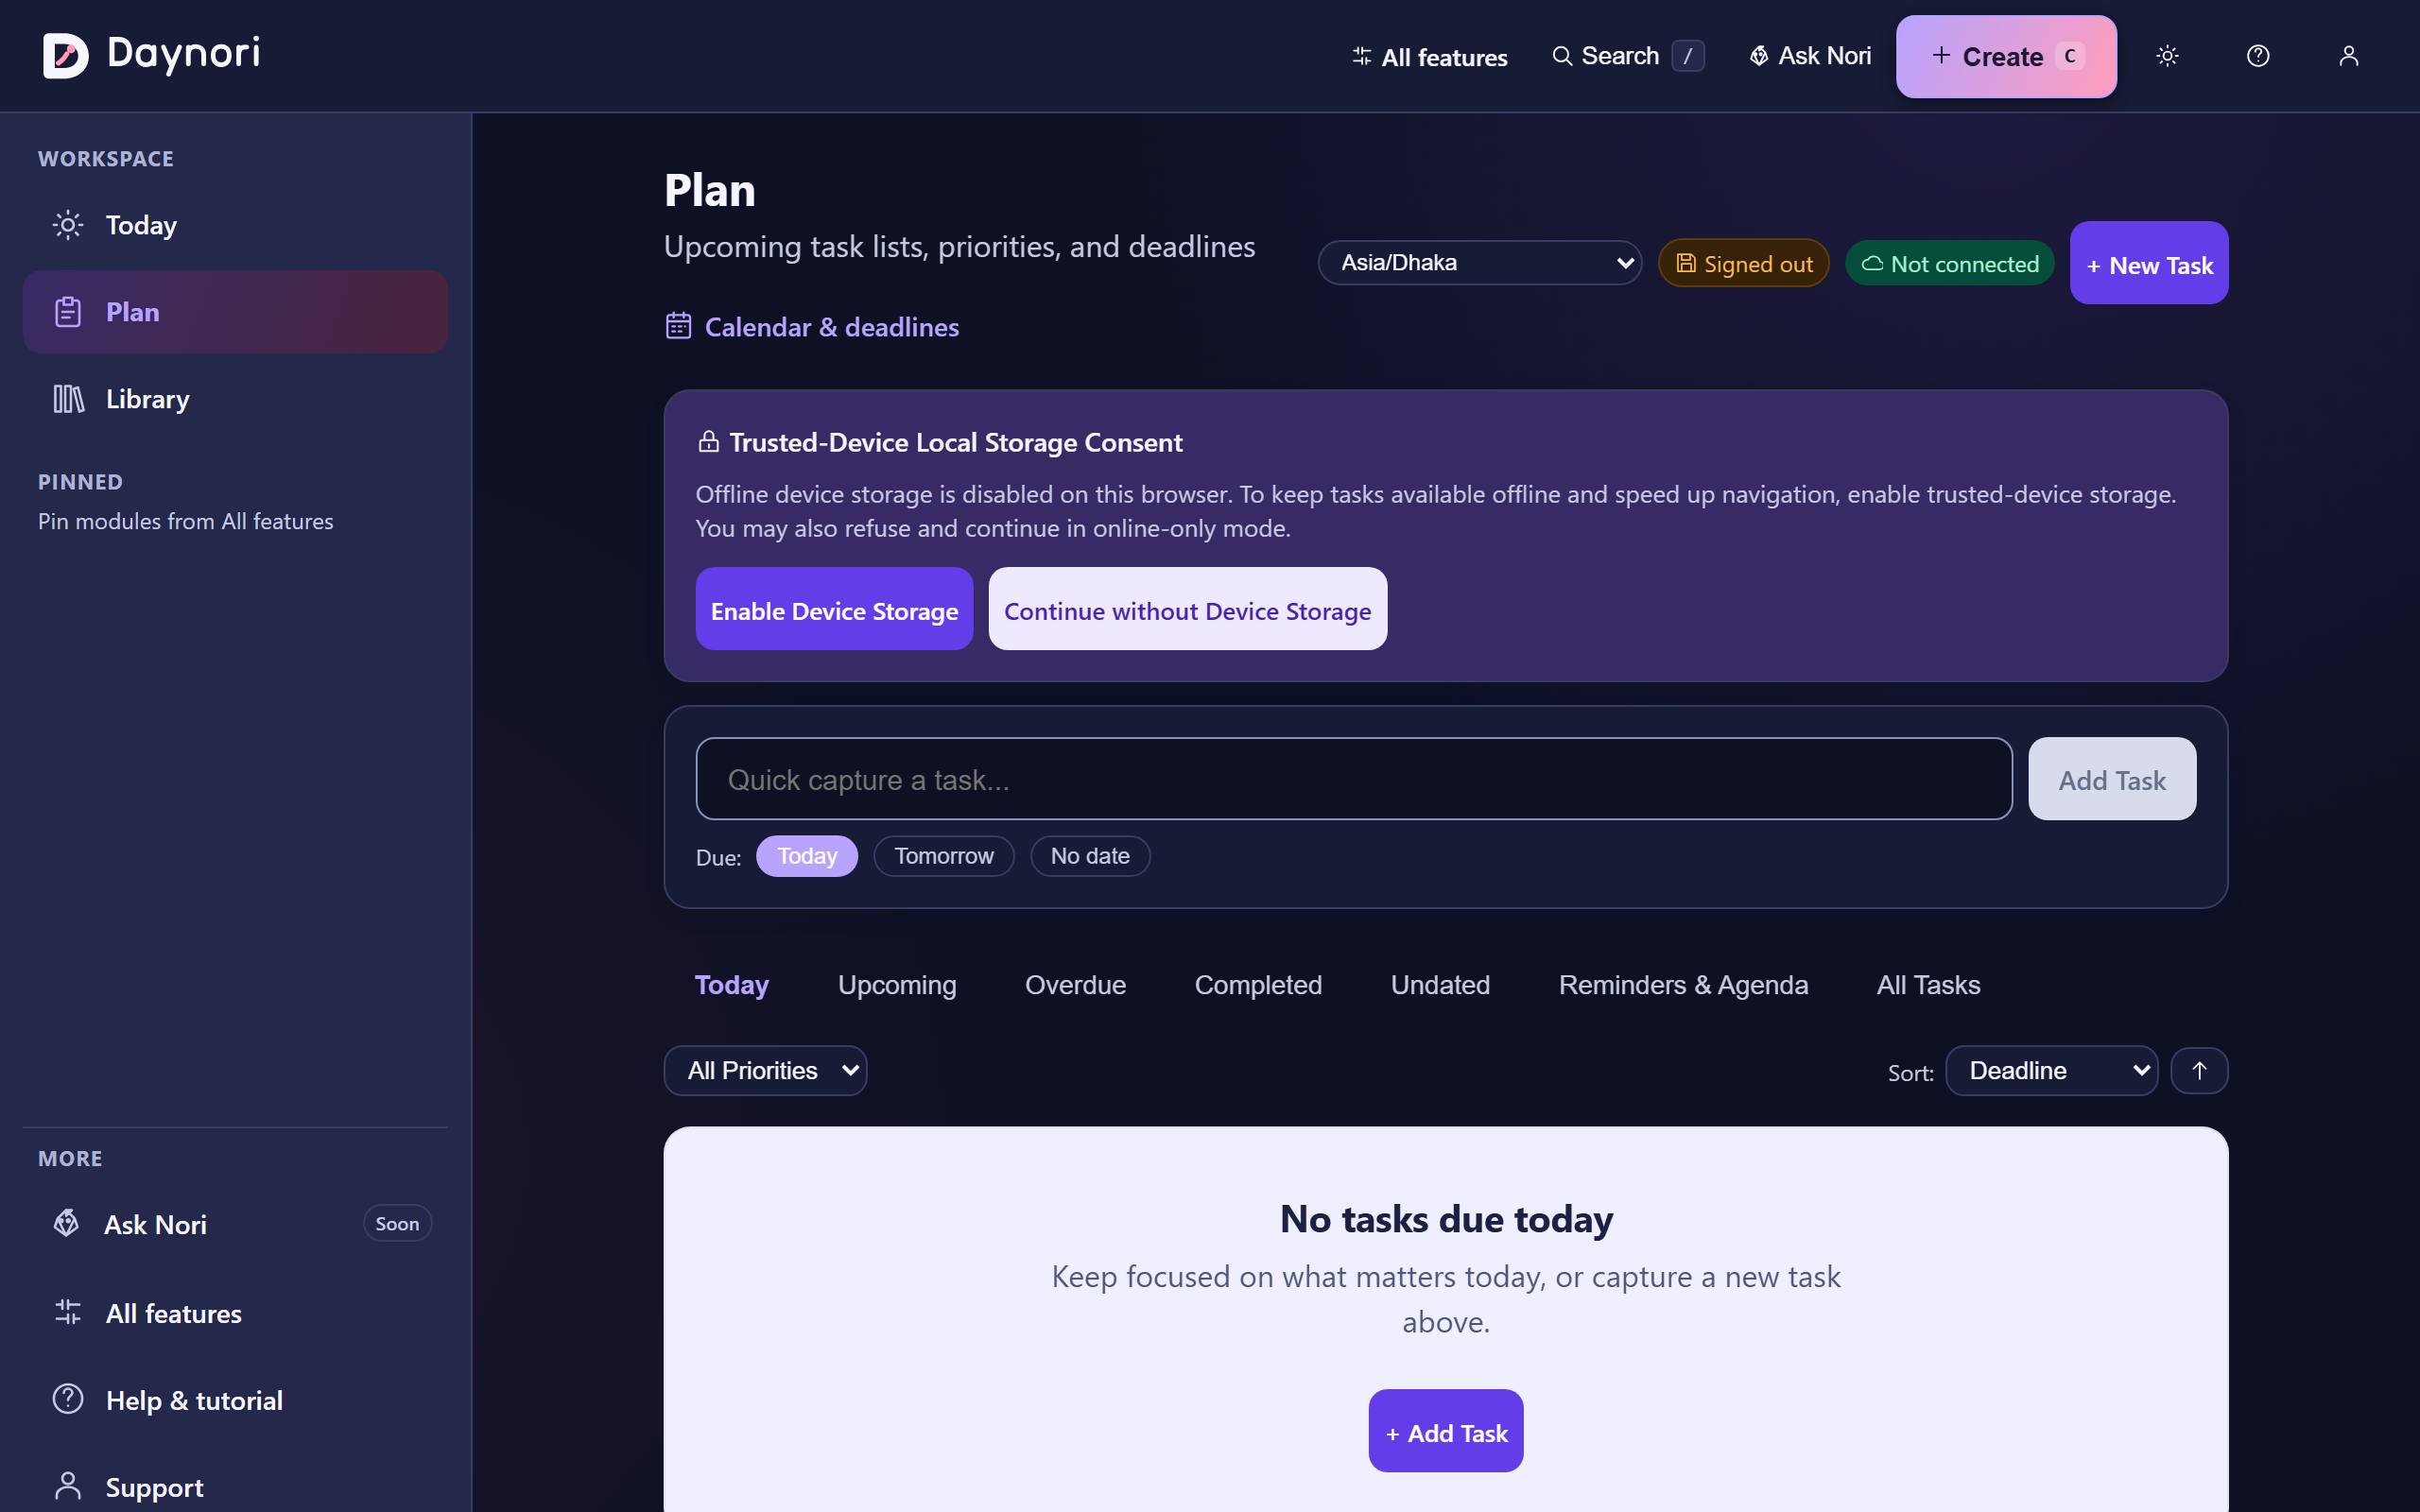 Daynori
All features
Search /
Ask Nori
+ Create C
WORKSPACE
Today
Plan
Library
PINNED
Pin modules from All features
MORE
Ask Nori Soon
All features
Help & tutorial
Support
Plan
Upcoming task lists, priorities, and deadlines
Calendar & deadlines
Asia/Dhaka
Signed out
Not connected
+ New Task
Trusted-Device Local Storage Consent
Offline device storage is disabled on this browser. To keep tasks available offline and speed up navigation, enable trusted-device storage.
You may also refuse and continue in online-only mode.
Enable Device Storage
Continue without Device Storage
Quick capture a task...
Add Task
Due: Today Tomorrow No date
Today Upcoming Overdue Completed Undated Reminders & Agenda All Tasks
All Priorities
Sort: Deadline ↑
No tasks due today
Keep focused on what matters today, or capture a new task
above.
+ Add Task